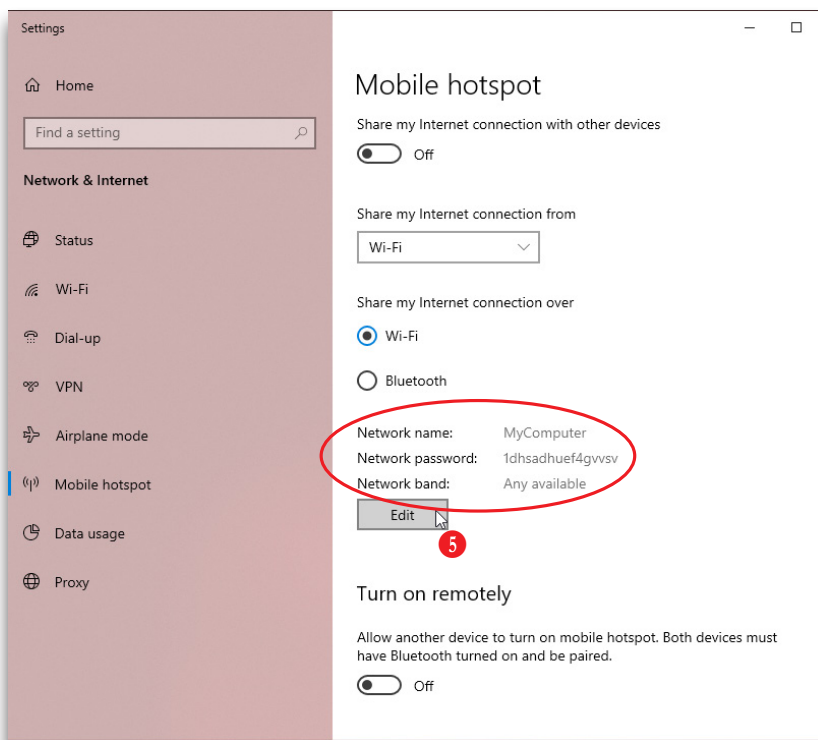 Settings
Home
Find a setting
Network & Internet
Status
Wi-Fi
Dial-up
VPN
Airplane mode
Mobile hotspot
Data usage
Proxy
Mobile hotspot
Share my Internet connection with other devices
Off
Share my Internet connection from
Wi-Fi
Share my Internet connection over
Wi-Fi
Bluetooth
Network name: MyComputer
Network password: 1dhsadhuef4gvvsv
Network band: Any available
Edit
5
Turn on remotely
Allow another device to turn on mobile hotspot. Both devices must
have Bluetooth turned on and be paired.
Off